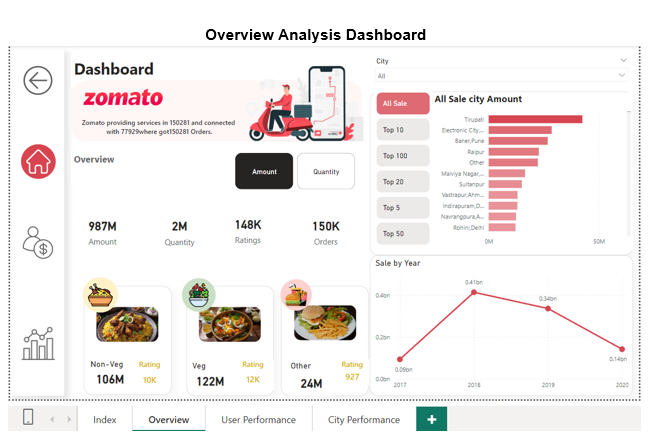 Overview Analysis Dashboard
Dashboard
zomato
Zomato providing services in 150281 and connected
with 77929where got150281 Orders.
Overview
Amount
Quantity
987M
Amount
2M
Quantity
148K
Ratings
150K
Orders
Non-Veg
Rating
106M
10K
Veg
Rating
122M
12K
Other
Rating
24M
927
City
All
All Sale
Top 10
Top 100
Top 20
Top 5
Top 50
All Sale city Amount
Tirupati
Electronic City,...
Baner,Pune
Raipur
Other
Malviya Nagar,...
Sultanpur
Vastrapur,Ahm...
Indirapuram,D...
Navrangpura,A...
Rohini,Delhi
0M
50M
Sale by Year
0.4bn
0.2bn
0.0bn
0.09bn
0.41bn
0.34bn
0.14bn
2017
2018
2019
2020
Index
Overview
User Performance
City Performance
+